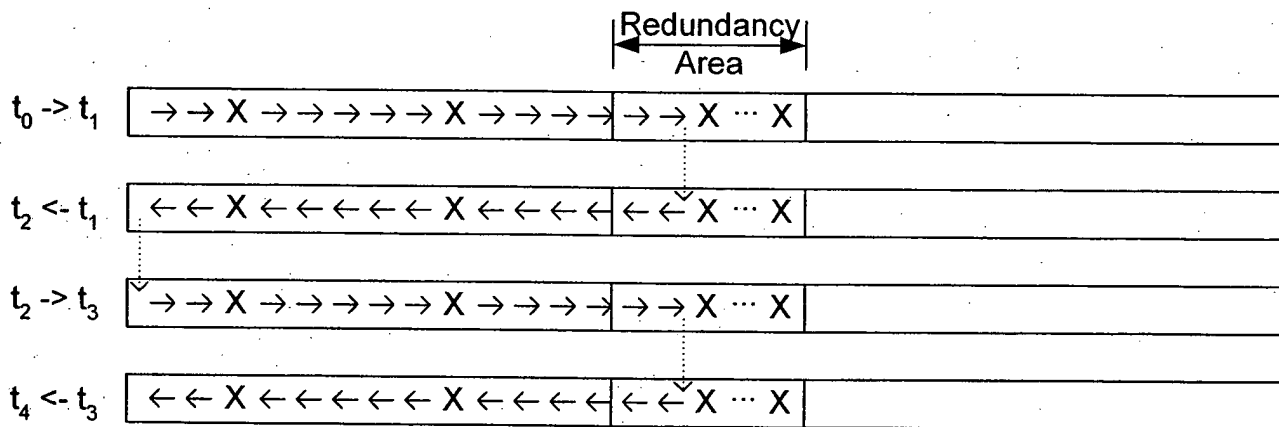 Redundancy
Area
t0 -> t1 → → X → → → → → X → → → → → → X ··· X
t2 <- t1 ← ← X ← ← ← ← ← X ← ← ← ← ← ← X ··· X
t2 -> t3 → → X → → → → → X → → → → → → X ··· X
t4 <- t3 ← ← X ← ← ← ← ← X ← ← ← ← ← ← X ··· X